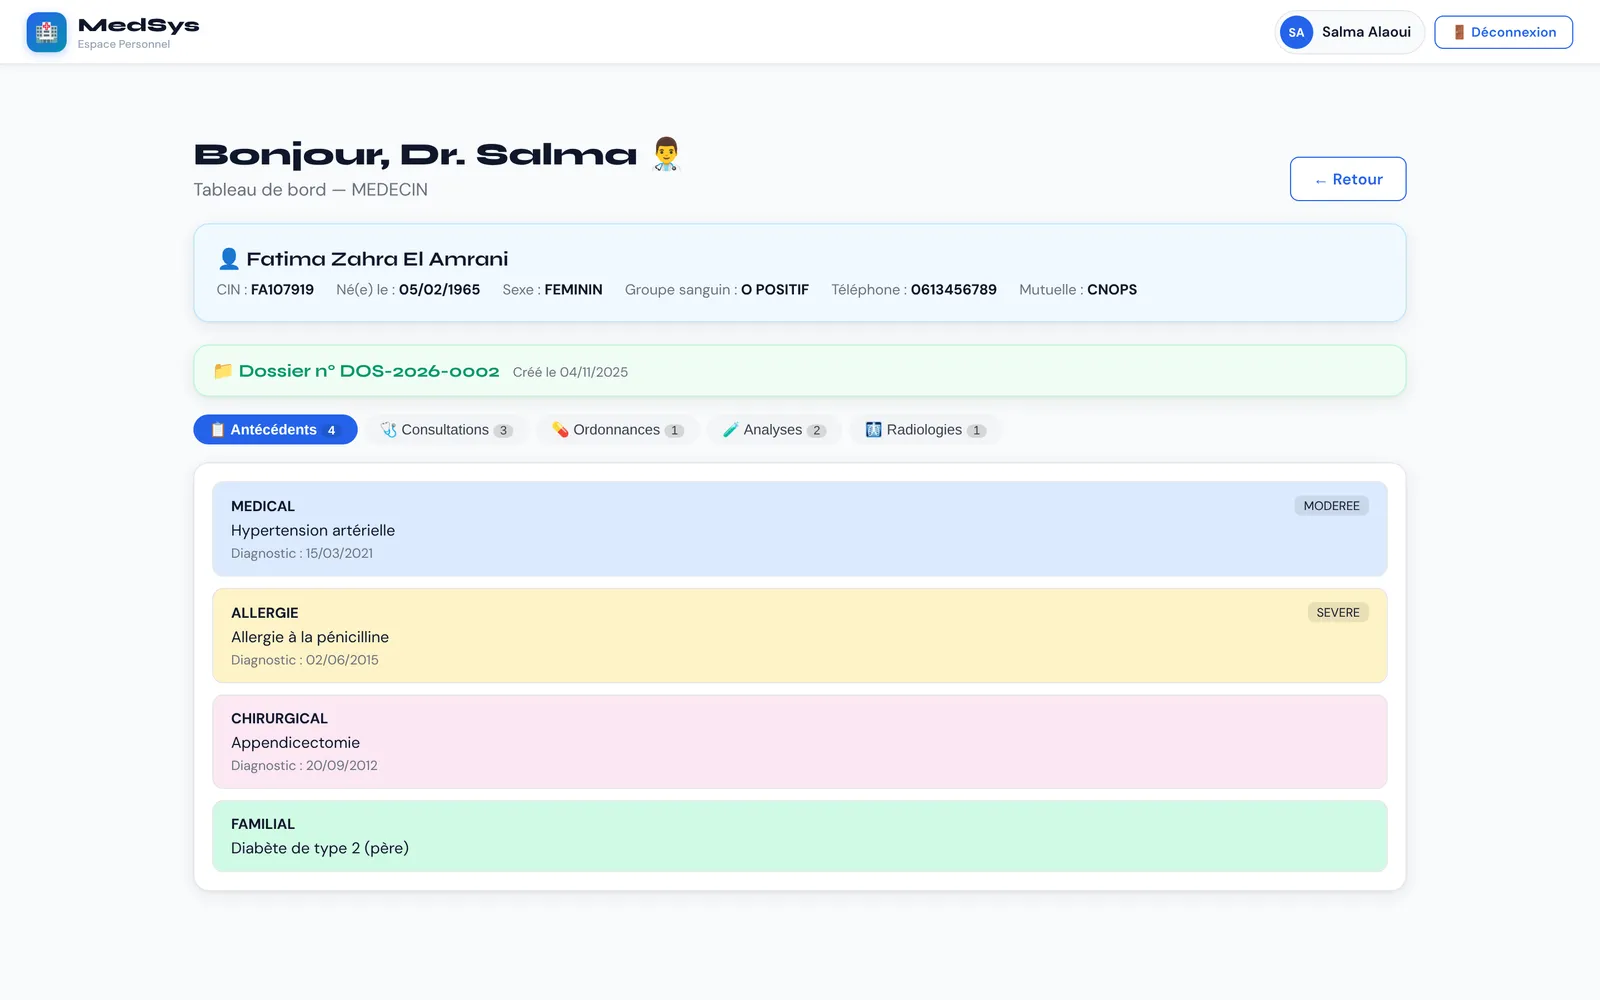 MedSys
Espace Personnel
SA Salma Alaoui
Déconnexion
Bonjour, Dr. Salma
Tableau de bord — MEDECIN
← Retour
Fatima Zahra El Amrani
CIN : FA107919 Né(e) le : 05/02/1965 Sexe : FEMININ Groupe sanguin : O POSITIF Téléphone : 0613456789 Mutuelle : CNOPS
Dossier n° DOS-2026-0002 Créé le 04/11/2025
Antécédents 4 Consultations 3 Ordonnances 1 Analyses 2 Radiologies 1
MEDICAL MODEREE
Hypertension artérielle
Diagnostic : 15/03/2021
ALLERGIE SEVERE
Allergie à la pénicilline
Diagnostic : 02/06/2015
CHIRURGICAL
Appendicectomie
Diagnostic : 20/09/2012
FAMILIAL
Diabète de type 2 (père)